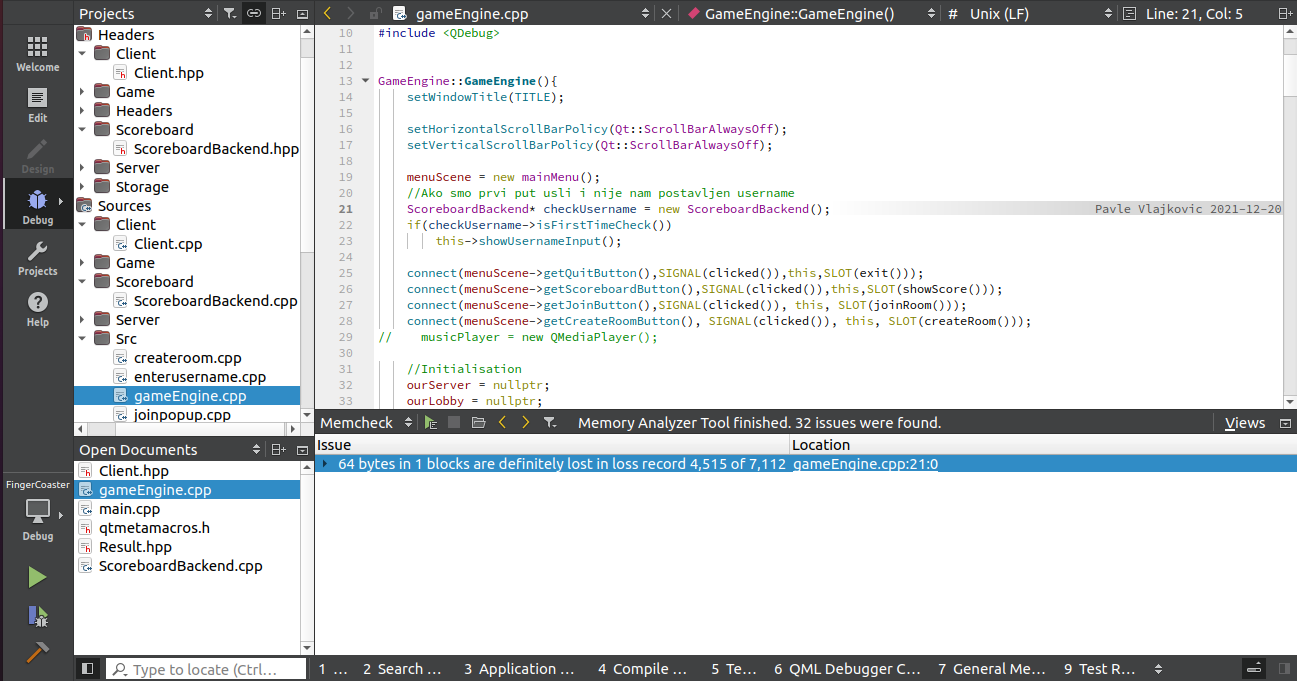 Projects
gameEngine.cpp
GameEngine::GameEngine()
# Unix (LF)
Line: 21, Col: 5
Welcome
Edit
Design
Debug
Projects
Help
FingerCoaster
Debug
Headers
Client
Client.hpp
Game
Headers
Scoreboard
ScoreboardBackend.hpp
Server
Storage
Sources
Client
Client.cpp
Game
Scoreboard
ScoreboardBackend.cpp
Server
Src
createroom.cpp
enterusername.cpp
gameEngine.cpp
joinpopup.cpp
Open Documents
Client.hpp
gameEngine.cpp
main.cpp
qtmetamacros.h
Result.hpp
ScoreboardBackend.cpp
10 #include <QDebug>
11
12
13 GameEngine::GameEngine(){
14 setWindowTitle(TITLE);
15
16 setHorizontalScrollBarPolicy(Qt::ScrollBarAlwaysOff);
17 setVerticalScrollBarPolicy(Qt::ScrollBarAlwaysOff);
18
19 menuScene = new mainMenu();
20 //Ako smo prvi put usli i nije nam postavljen username
21 ScoreboardBackend* checkUsername = new ScoreboardBackend(); Pavle Vlajkovic 2021-12-20
22 if(checkUsername->isFirstTimeCheck())
23 this->showUsernameInput();
24
25 connect(menuScene->getQuitButton(),SIGNAL(clicked()),this,SLOT(exit()));
26 connect(menuScene->getScoreboardButton(),SIGNAL(clicked()),this,SLOT(showScore()));
27 connect(menuScene->getJoinButton(),SIGNAL(clicked()), this, SLOT(joinRoom()));
28 connect(menuScene->getCreateRoomButton(), SIGNAL(clicked()), this, SLOT(createRoom()));
29 // musicPlayer = new QMediaPlayer();
30
31 //Initialisation
32 ourServer = nullptr;
33 ourLobby = nullptr;
Memcheck
Memory Analyzer Tool finished. 32 issues were found.
Views
Issue Location
64 bytes in 1 blocks are definitely lost in loss record 4,515 of 7,112 gameEngine.cpp:21:0
Type to locate (Ctrl...
1 ... 2 Search ... 3 Application ... 4 Compile ... 5 Te... 6 QML Debugger C... 7 General Me... 9 Test R...